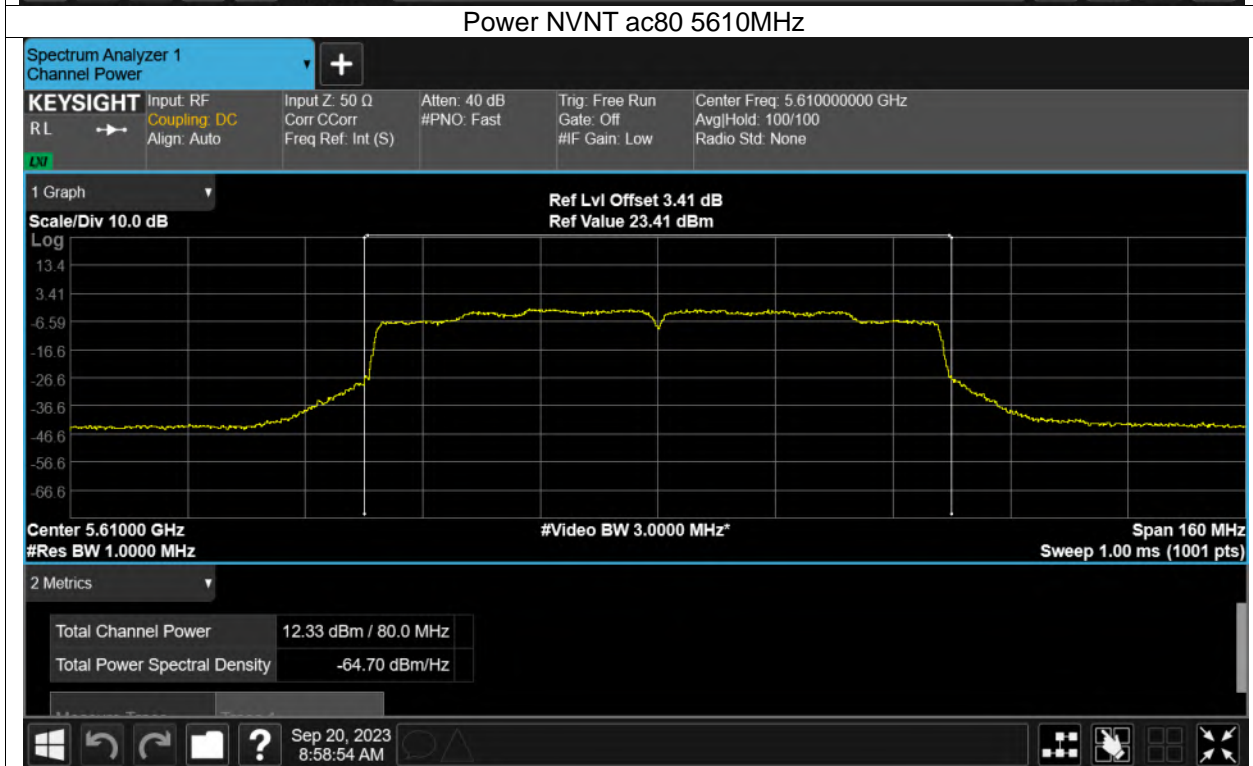 Power NVNT ac80 5610MHz
Spectrum Analyzer 1
Channel Power
+
KEYSIGHT Input: RF Input Z: 50 Ω Atten: 40 dB Trig: Free Run Center Freq: 5.610000000 GHz
RL Coupling: DC Corr CCorr #PNO: Fast Gate: Off Avg|Hold: 100/100
Align: Auto Freq Ref: Int (S) #IF Gain: Low Radio Std: None
LXI
1 Graph
Ref Lvl Offset 3.41 dB
Scale/Div 10.0 dB Ref Value 23.41 dBm
Log
13.4
3.41
-6.59
-16.6
-26.6
-36.6
-46.6
-56.6
-66.6
Center 5.61000 GHz #Video BW 3.0000 MHz* Span 160 MHz
#Res BW 1.0000 MHz Sweep 1.00 ms (1001 pts)
2 Metrics
Total Channel Power 12.33 dBm / 80.0 MHz
Total Power Spectral Density -64.70 dBm/Hz
? Sep 20, 2023
8:58:54 AM